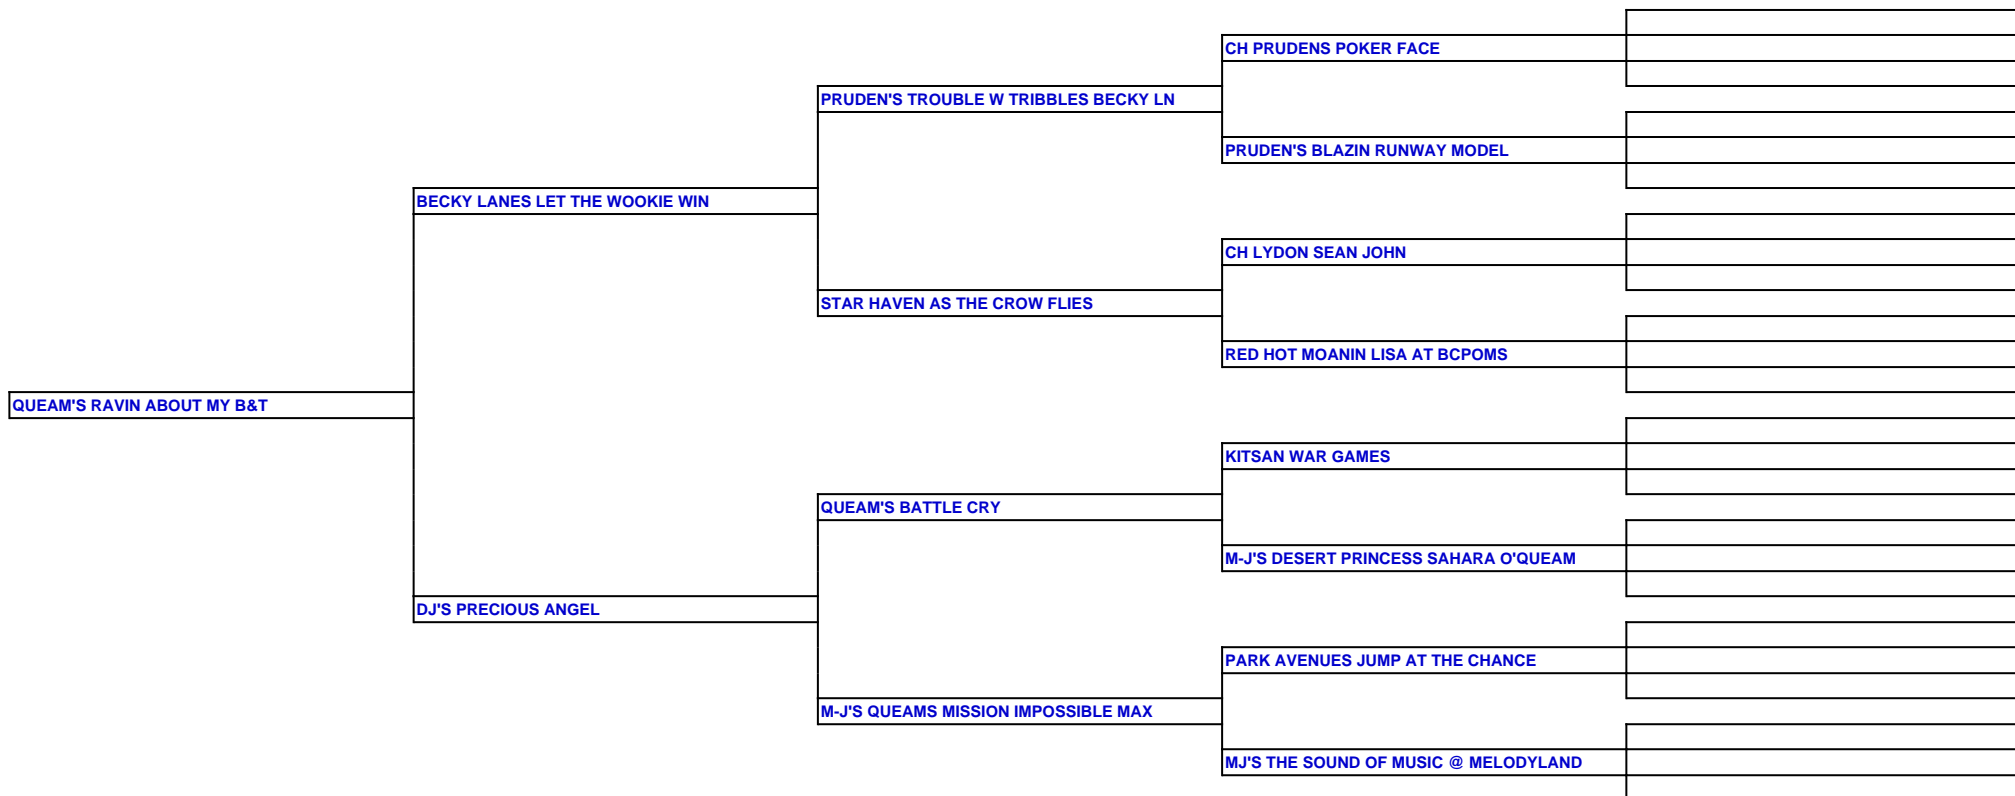 CH PRUDENS POKER FACE
PRUDEN'S TROUBLE W TRIBBLES BECKY LN
PRUDEN'S BLAZIN RUNWAY MODEL
BECKY LANES LET THE WOOKIE WIN
CH LYDON SEAN JOHN
STAR HAVEN AS THE CROW FLIES
RED HOT MOANIN LISA AT BCPOMS
QUEAM'S RAVIN ABOUT MY B&T
KITSAN WAR GAMES
QUEAM'S BATTLE CRY
M-J'S DESERT PRINCESS SAHARA O'QUEAM
DJ'S PRECIOUS ANGEL
PARK AVENUES JUMP AT THE CHANCE
M-J'S QUEAMS MISSION IMPOSSIBLE MAX
MJ'S THE SOUND OF MUSIC @ MELODYLAND